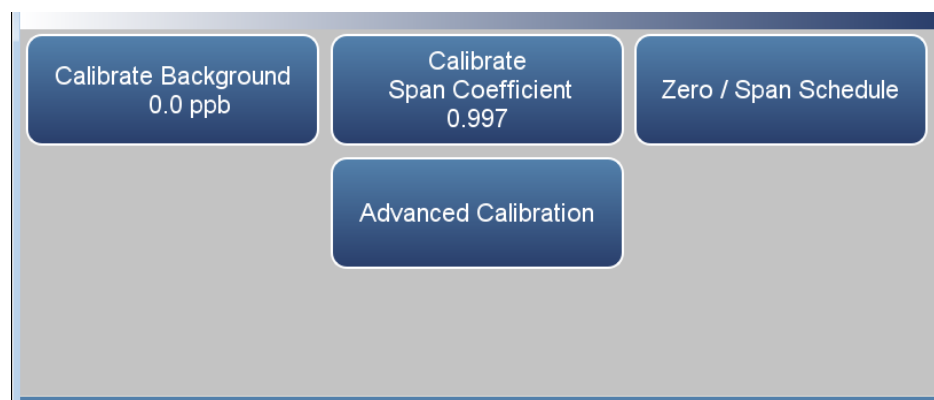 Calibrate Background
0.0 ppb
Calibrate
Span Coefficient
0.997
Zero / Span Schedule
Advanced Calibration